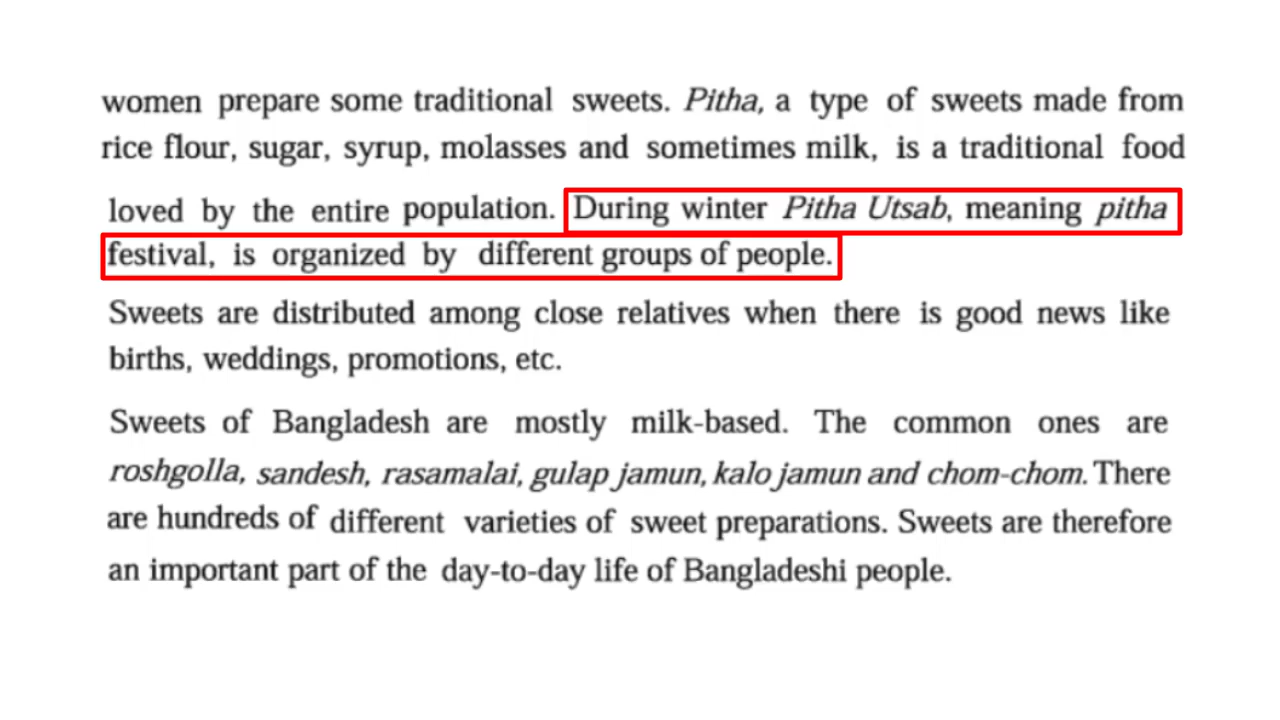 women prepare some traditional sweets. Pitha, a type of sweets made from
rice flour, sugar, syrup, molasses and sometimes milk, is a traditional food
loved by the entire population. During winter Pitha Utsab, meaning pitha
festival, is organized by different groups of people.
Sweets are distributed among close relatives when there is good news like
births, weddings, promotions, etc.
Sweets of Bangladesh are mostly milk-based. The common ones are
roshgolla, sandesh, rasamalai, gulap jamun, kalo jamun and chom-chom. There
are hundreds of different varieties of sweet preparations. Sweets are therefore
an important part of the day-to-day life of Bangladeshi people.